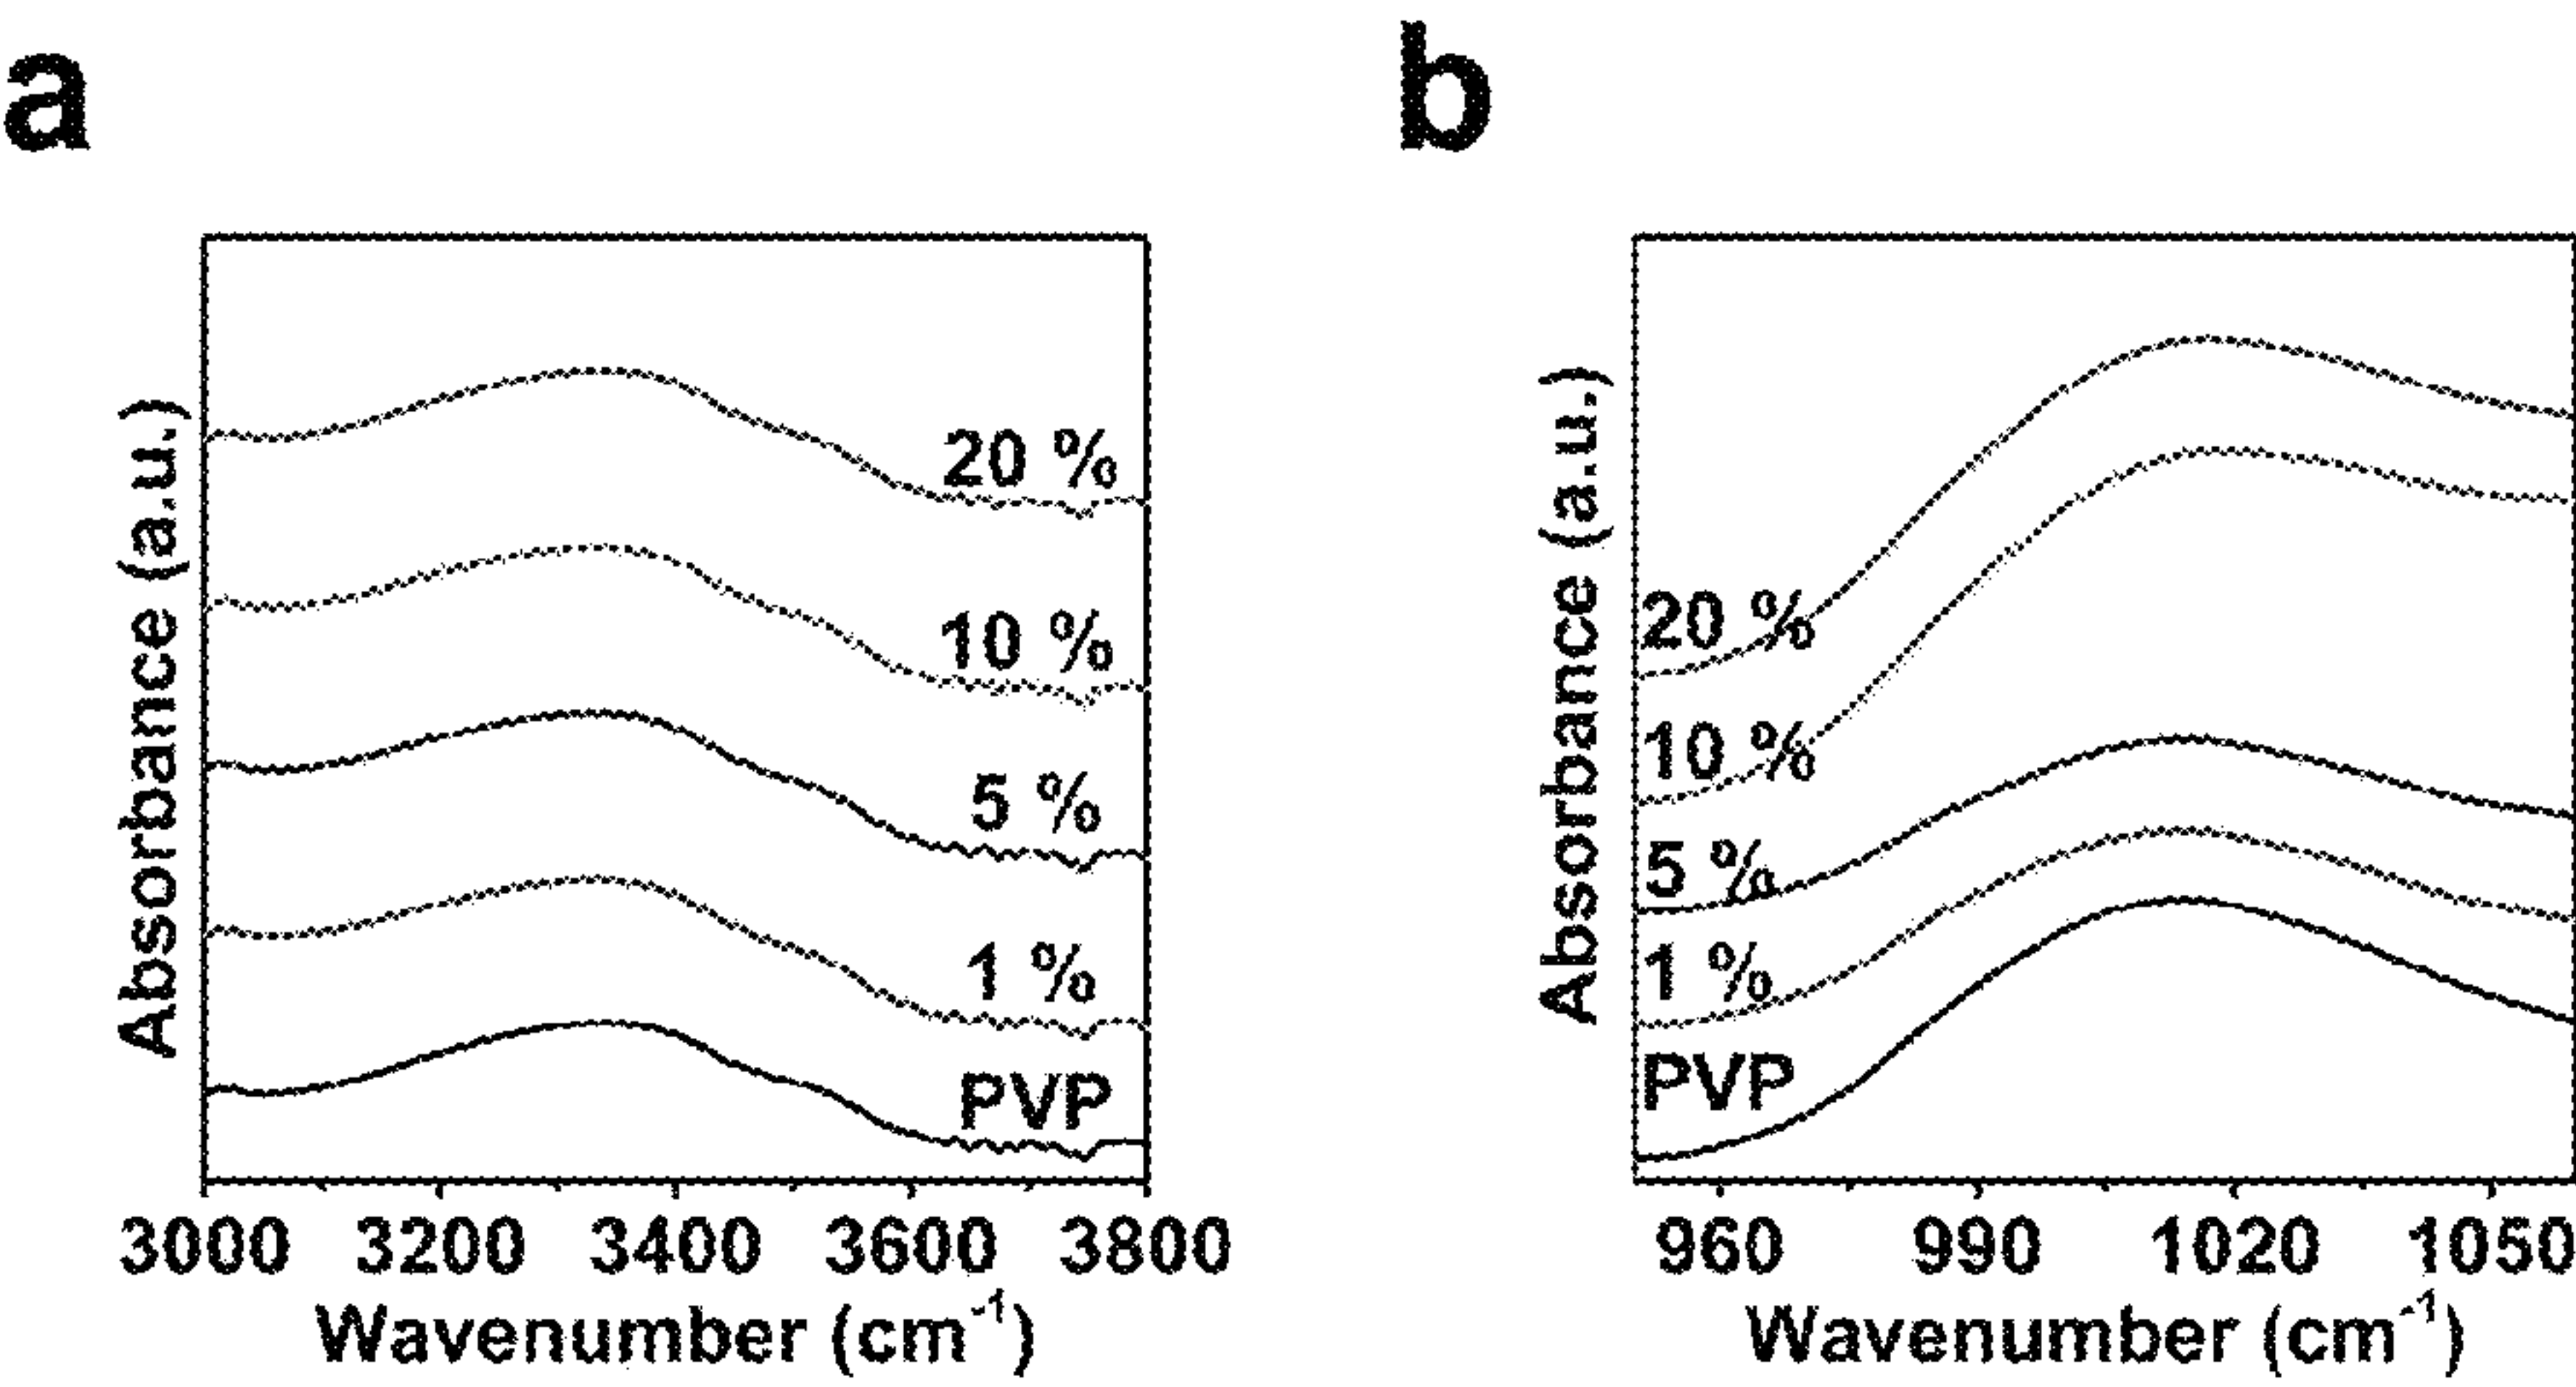 a
Absorbance (a.u.)
20 %
10 %
5 %
1 %
PVP
3000 3200 3400 3600 3800
Wavenumber (cm⁻¹)
b
Absorbance (a.u.)
20 %
10 %
5 %
1 %
PVP
960 990 1020 1050
Wavenumber (cm⁻¹)